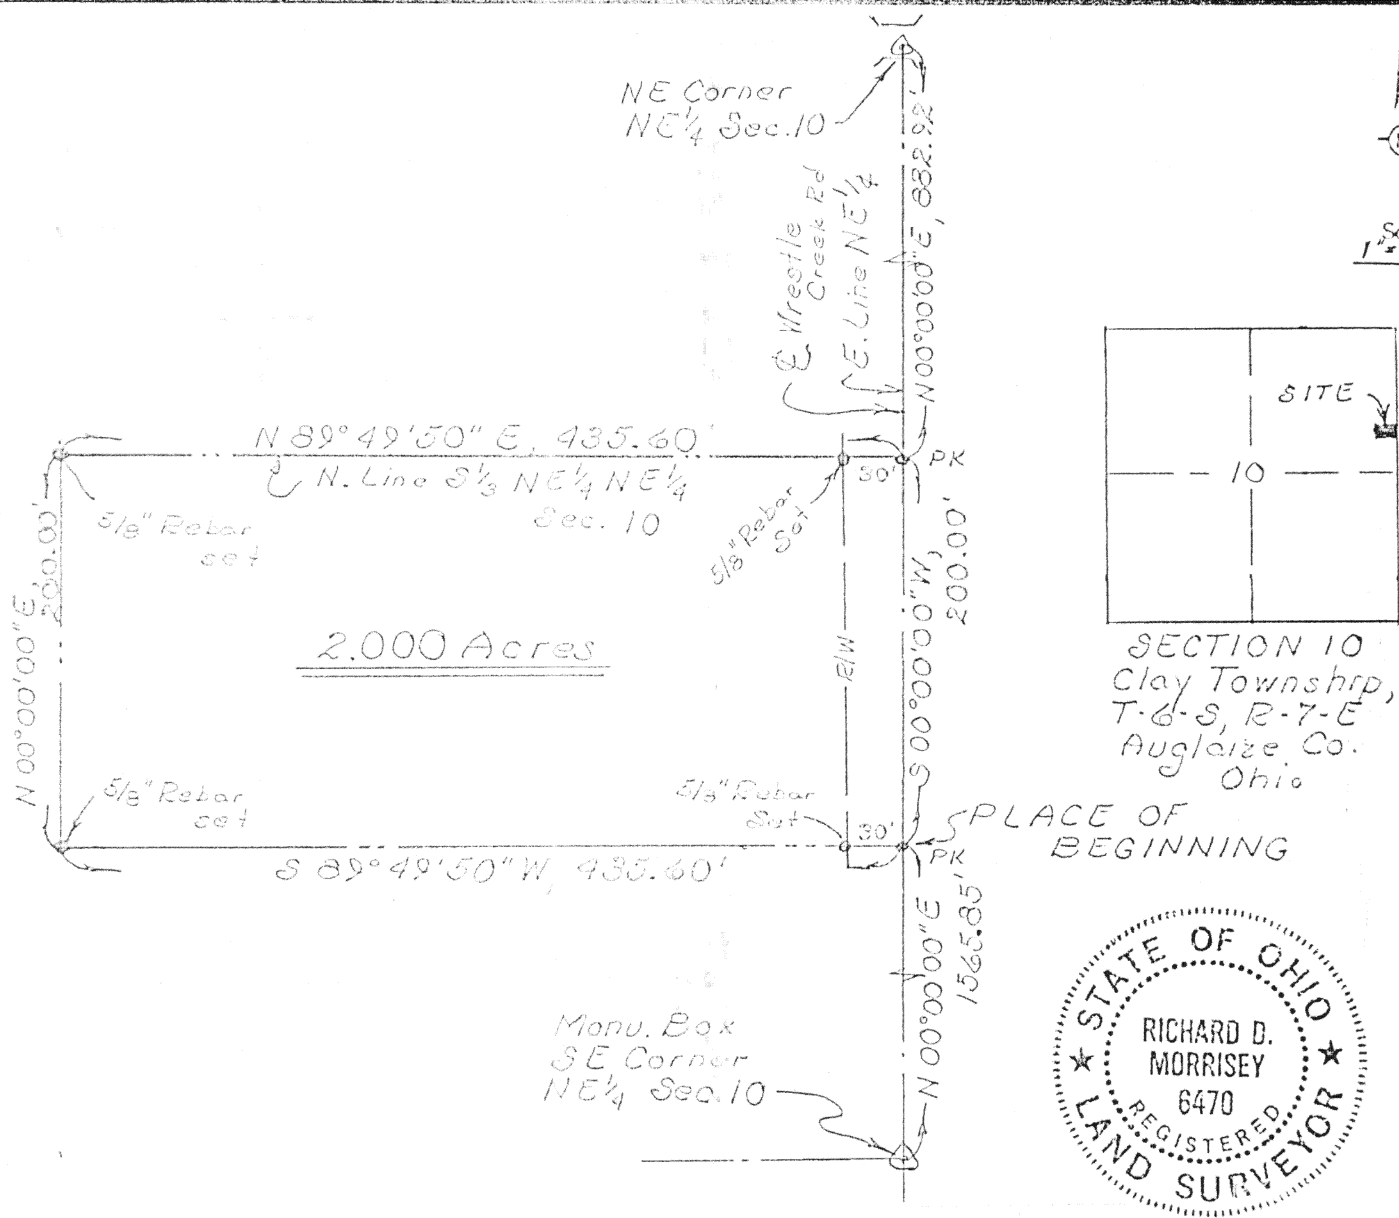 NE Corner
NE¼ Sec. 10
N 00°00'00" E, 882.92'
E. Line NE ¼
℄ Wrestle
Creek Rd
N 89° 49' 50" E, 435.60'
N. Line S⅓ NE¼ NE¼
Sec. 10
30'
PK
5/8" Rebar
set
5/8" Rebar
Set
N 00°00'00" E,
200.00'
2.000 Acres
R/W
S 00°00'00" W,
200.00'
5/8" Rebar
set
5/8" Rebar
Set
30'
PK
PLACE OF
BEGINNING
S 89° 49' 50" W, 435.60'
N 00°00'00" E
1565.85'
Monu. Box
SE Corner
NE¼ Sec. 10
1"=
SITE
10
SECTION 10
Clay Township,
T-6-S, R-7-E
Auglaize Co.
Ohio
STATE OF OHIO
RICHARD D.
MORRISEY
6470
REGISTERED
LAND SURVEYOR